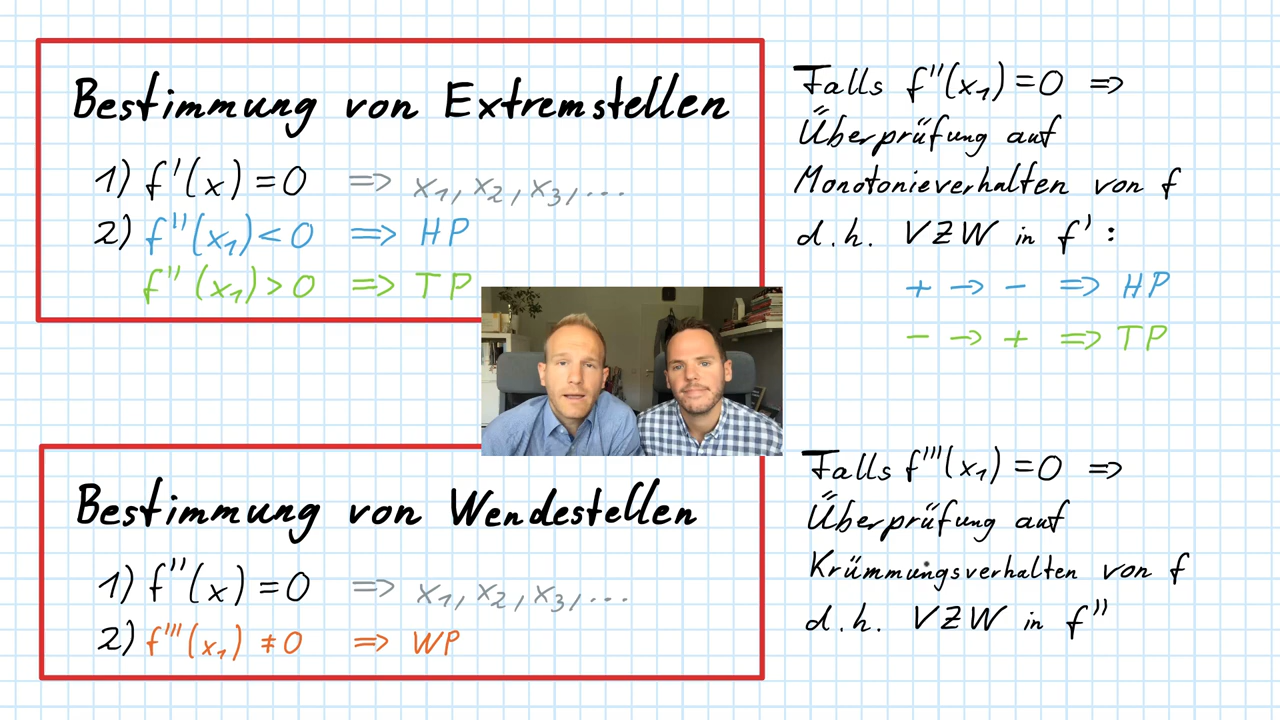 Bestimmung von Extremstellen
1) f'(x) = 0 ⇒ x₁, x₂, x₃, ...
2) f''(x₁) < 0 ⇒ HP
f''(x₁) > 0 ⇒ TP
Falls f''(x₁) = 0 ⇒
Überprüfung auf
Monotonieverhalten von f
d.h. VZW in f':
+ → - ⇒ HP
- → + ⇒ TP
Bestimmung von Wendestellen
1) f''(x) = 0 ⇒ x₁, x₂, x₃, ...
2) f'''(x₁) ≠ 0 ⇒ WP
Falls f'''(x₁) = 0 ⇒
Überprüfung auf
Krümmungsverhalten von f
d.h. VZW in f''